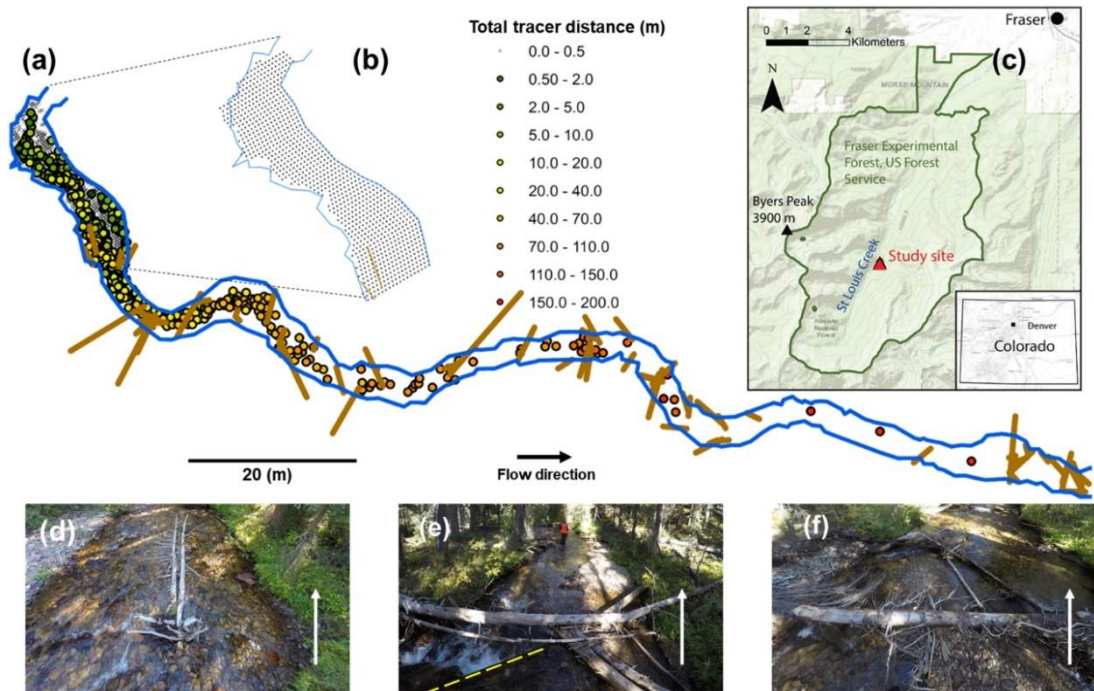 (a)
(b)
Total tracer distance (m)
0.0 - 0.5
0.50 - 2.0
2.0 - 5.0
5.0 - 10.0
10.0 - 20.0
20.0 - 40.0
40.0 - 70.0
70.0 - 110.0
110.0 - 150.0
150.0 - 200.0
20 (m)
Flow direction
(c)
Fraser
0 1 2 4
Kilometers
N
MORSE MOUNTAIN
Fraser Experimental
Forest, US Forest
Service
Byers Peak
3900 m
St Louis Creek
Study site
Arapaho
National
Forest
Denver
Colorado
(d)
(e)
(f)